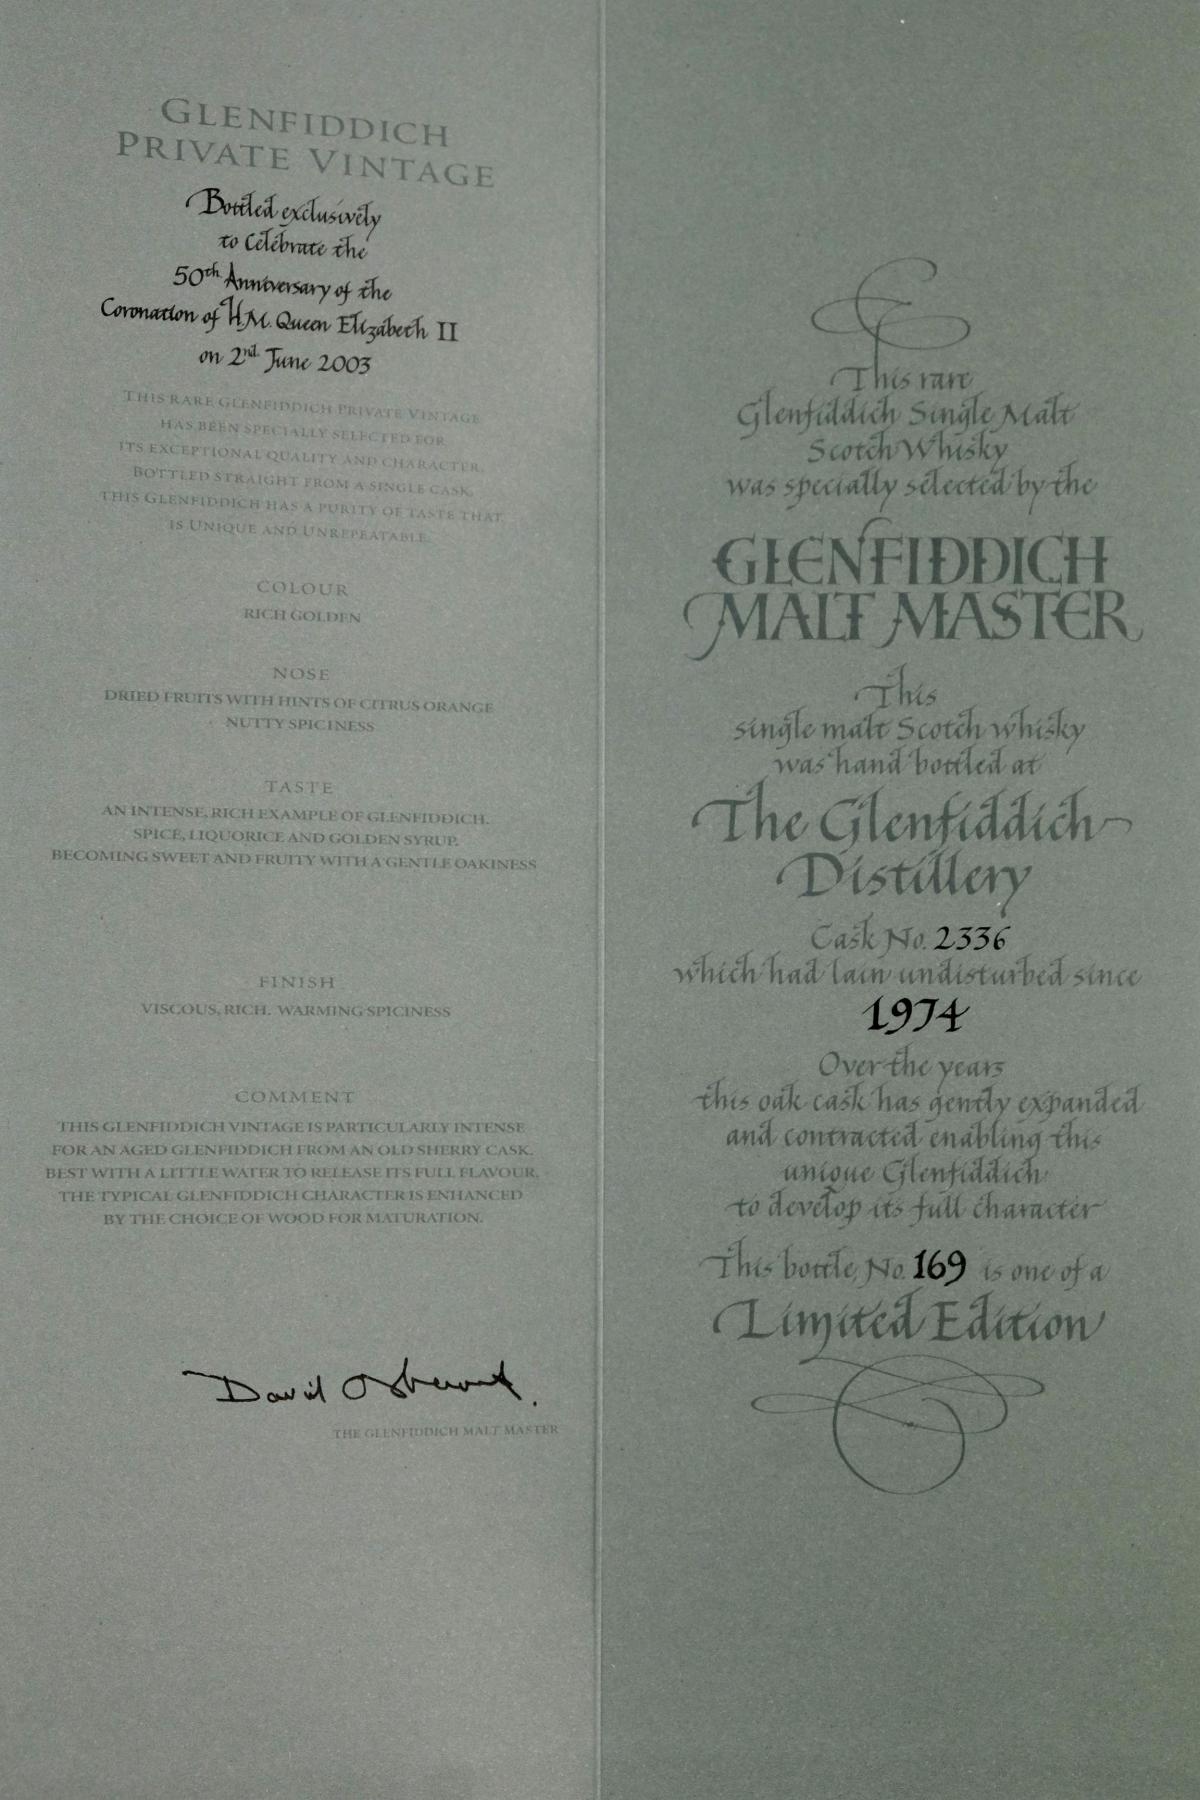 GLENFIDDICH
PRIVATE VINTAGE
Bottled exclusively
to Celebrate the
50th Anniversary of the
Coronation of H.M. Queen Elizabeth II
on 2nd June 2003
THIS RARE GLENFIDDICH PRIVATE VINTAGE
HAS BEEN SPECIALLY SELECTED FOR
ITS EXCEPTIONAL QUALITY AND CHARACTER.
BOTTLED STRAIGHT FROM A SINGLE CASK,
THIS GLENFIDDICH HAS A PURITY OF TASTE THAT
IS UNIQUE AND UNREPEATABLE.
COLOUR
RICH GOLDEN
NOSE
DRIED FRUITS WITH HINTS OF CITRUS ORANGE
NUTTY SPICINESS
TASTE
AN INTENSE, RICH EXAMPLE OF GLENFIDDICH.
SPICE, LIQUORICE AND GOLDEN SYRUP.
BECOMING SWEET AND FRUITY WITH A GENTLE OAKINESS
FINISH
VISCOUS, RICH. WARMING SPICINESS
COMMENT
THIS GLENFIDDICH VINTAGE IS PARTICULARLY INTENSE
FOR AN AGED GLENFIDDICH FROM AN OLD SHERRY CASK.
BEST WITH A LITTLE WATER TO RELEASE ITS FULL FLAVOUR.
THE TYPICAL GLENFIDDICH CHARACTER IS ENHANCED
BY THE CHOICE OF WOOD FOR MATURATION.
David
THE GLENFIDDICH MALT MASTER
This rare
Glenfiddich Single Malt
Scotch Whisky
was specially selected by the
GLENFIDDICH
MALT MASTER
This
single malt Scotch whisky
was hand bottled at
The Glenfiddich
Distillery
Cask No. 2336
which had lain undisturbed since
1974
Over the years
this oak cask has gently expanded
and contracted enabling this
unique Glenfiddich
to develop its full character
This bottle, No. 169 is one of a
Limited Edition